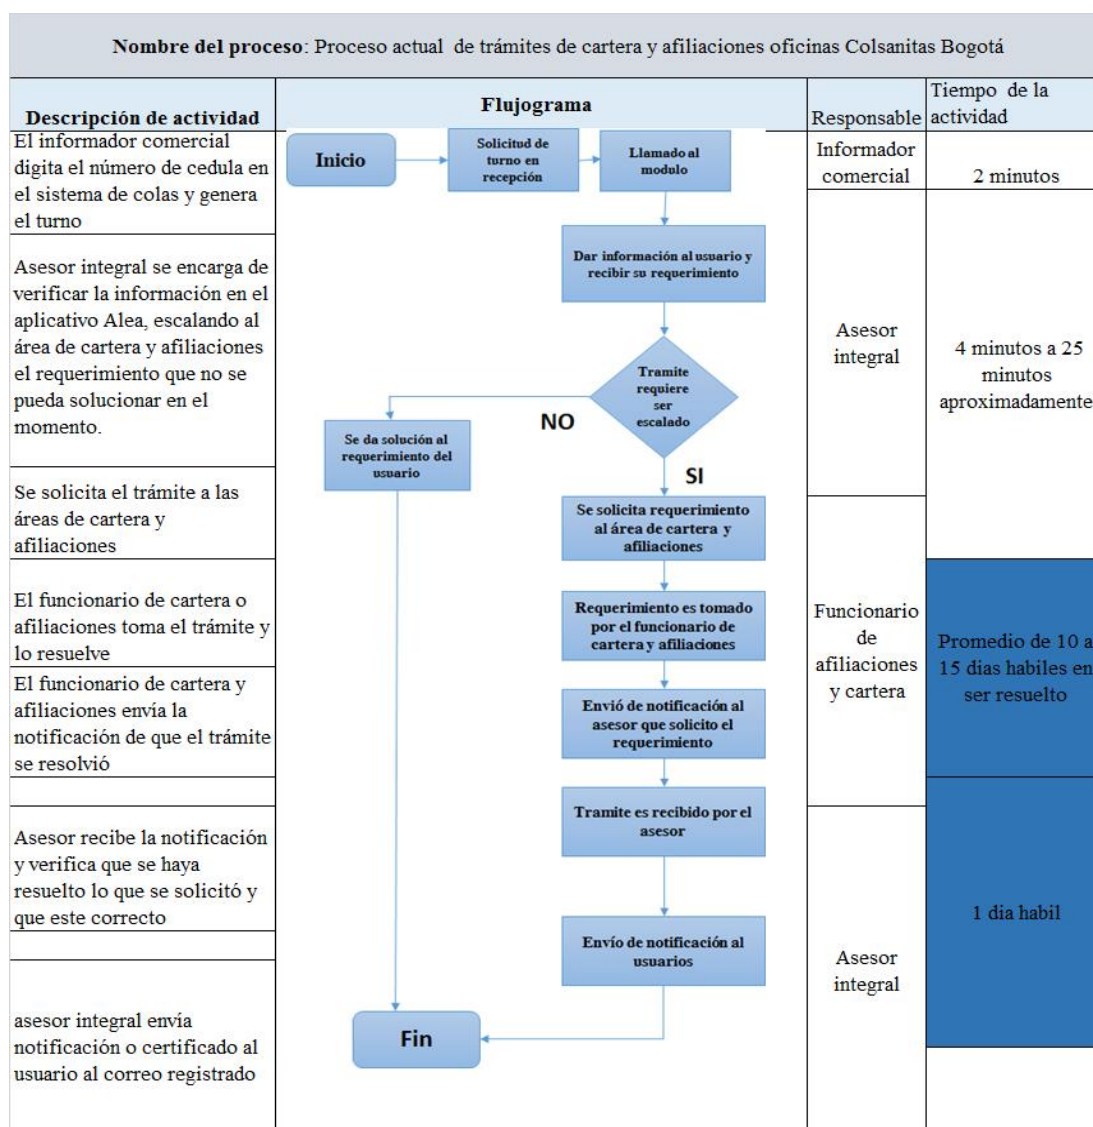 Nombre del proceso: Proceso actual de trámites de cartera y afiliaciones oficinas Colsanitas Bogotá
Descripción de actividad
Flujograma
Responsable
Tiempo de la
actividad
El informador comercial
digita el número de cedula en
el sistema de colas y genera
el turno
Asesor integral se encarga de
verificar la información en el
aplicativo Alea, escalando al
área de cartera y afiliaciones
el requerimiento que no se
pueda solucionar en el
momento.
Se solicita el trámite a las
áreas de cartera y
afiliaciones
El funcionario de cartera o
afiliaciones toma el trámite y
lo resuelve
El funcionario de cartera y
afiliaciones envía la
notificación de que el trámite
se resolvió
Asesor recibe la notificación
y verifica que se haya
resuelto lo que se solicitó y
que este correcto
asesor integral envía
notificación o certificado al
usuario al correo registrado
Inicio
Solicitud de
turno en
recepción
Llamado al
modulo
Dar información al usuario y
recibir su requerimiento
Tramite
requiere
ser
escalado
NO
Se da solución al
requerimiento del
usuario
SI
Se solicita requerimiento
al área de cartera y
afiliaciones
Requerimiento es tomado
por el funcionario de
cartera y afiliaciones
Envió de notificación al
asesor que solicito el
requerimiento
Tramite es recibido por el
asesor
Envío de notificación al
usuarios
Fin
Informador
comercial
Asesor
integral
Funcionario
de
afiliaciones
y cartera
Asesor
integral
2 minutos
4 minutos a 25
minutos
aproximadamente
Promedio de 10 a
15 dias habiles en
ser resuelto
1 dia habil